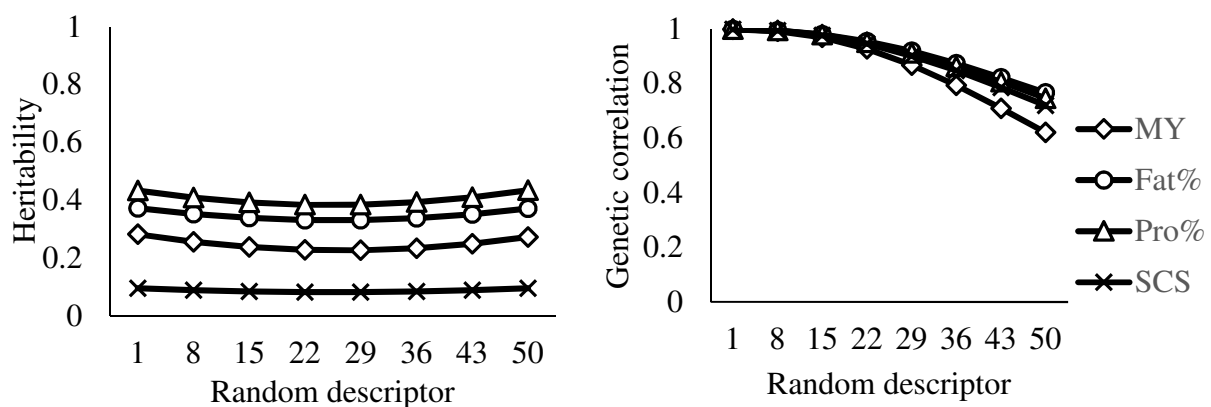 Heritability
1
0.8
0.6
0.4
0.2
0
1 8 15 22 29 36 43 50
Random descriptor
Genetic correlation
1
0.8
0.6
0.4
0.2
0
1 8 15 22 29 36 43 50
Random descriptor
MY
Fat%
Pro%
SCS